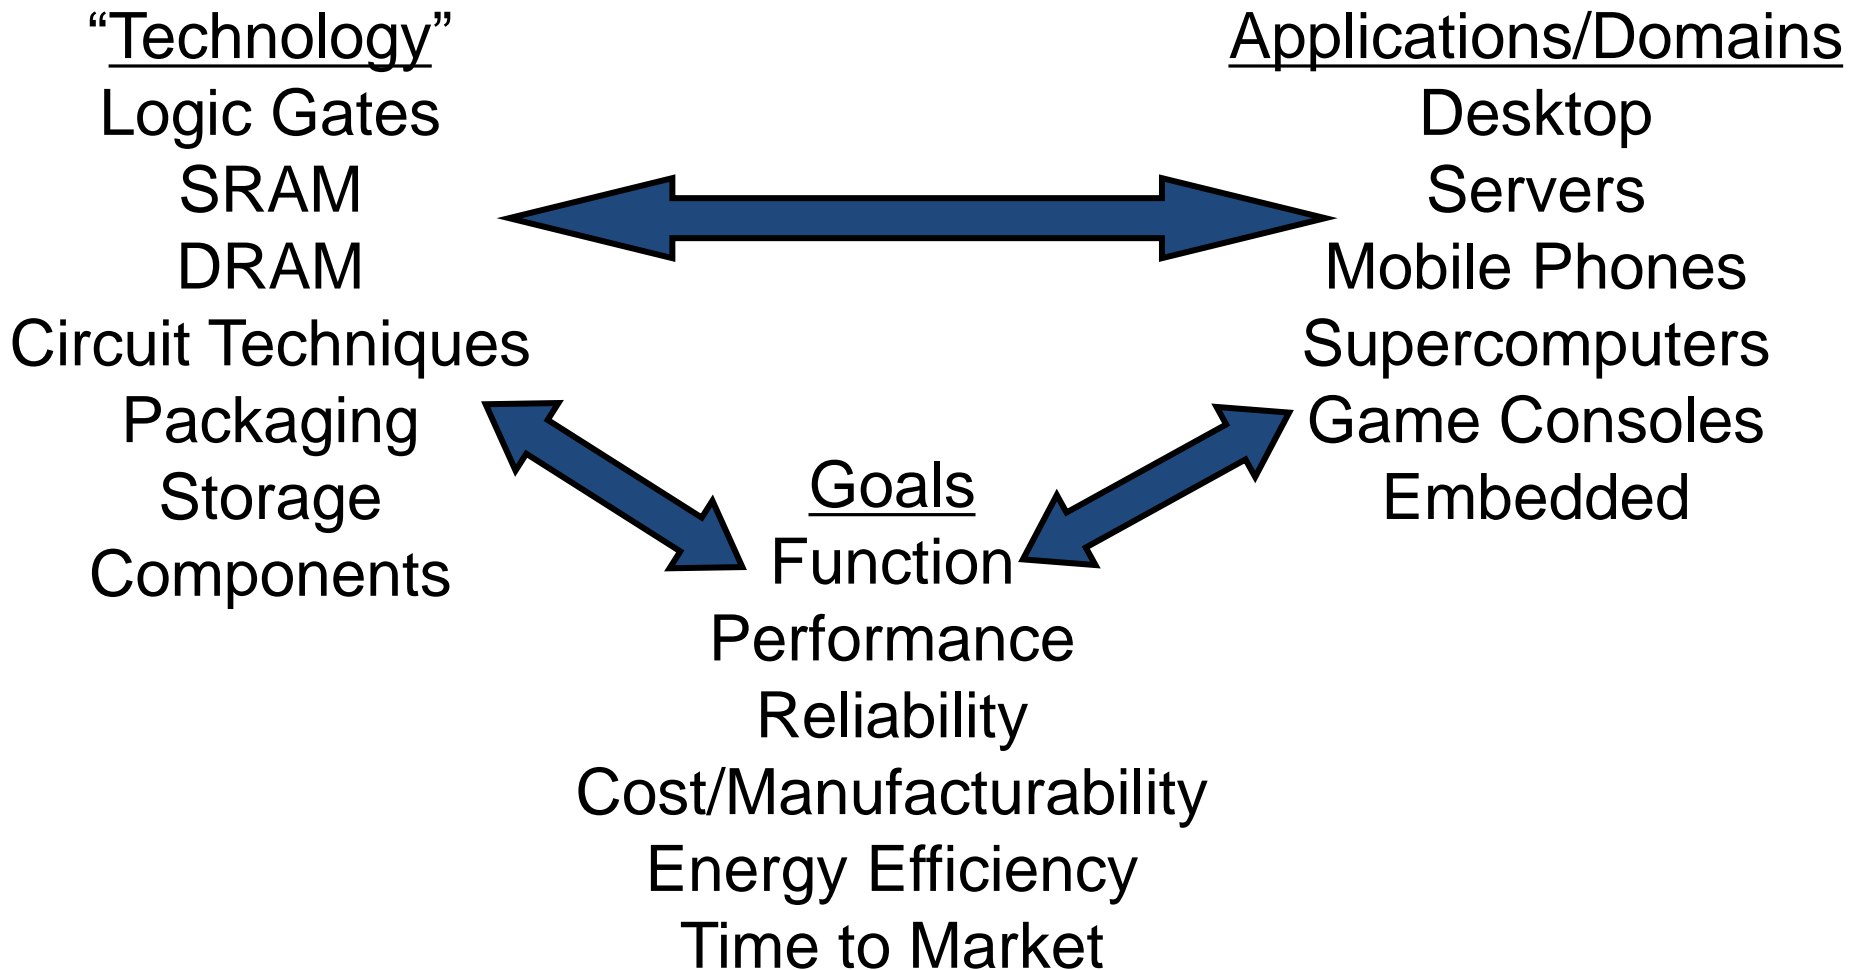 “Technology”
Logic Gates
SRAM
DRAM
Circuit Techniques
Packaging
Storage
Components
Applications/Domains
Desktop
Servers
Mobile Phones
Supercomputers
Game Consoles
Embedded
Goals
Function
Performance
Reliability
Cost/Manufacturability
Energy Efficiency
Time to Market